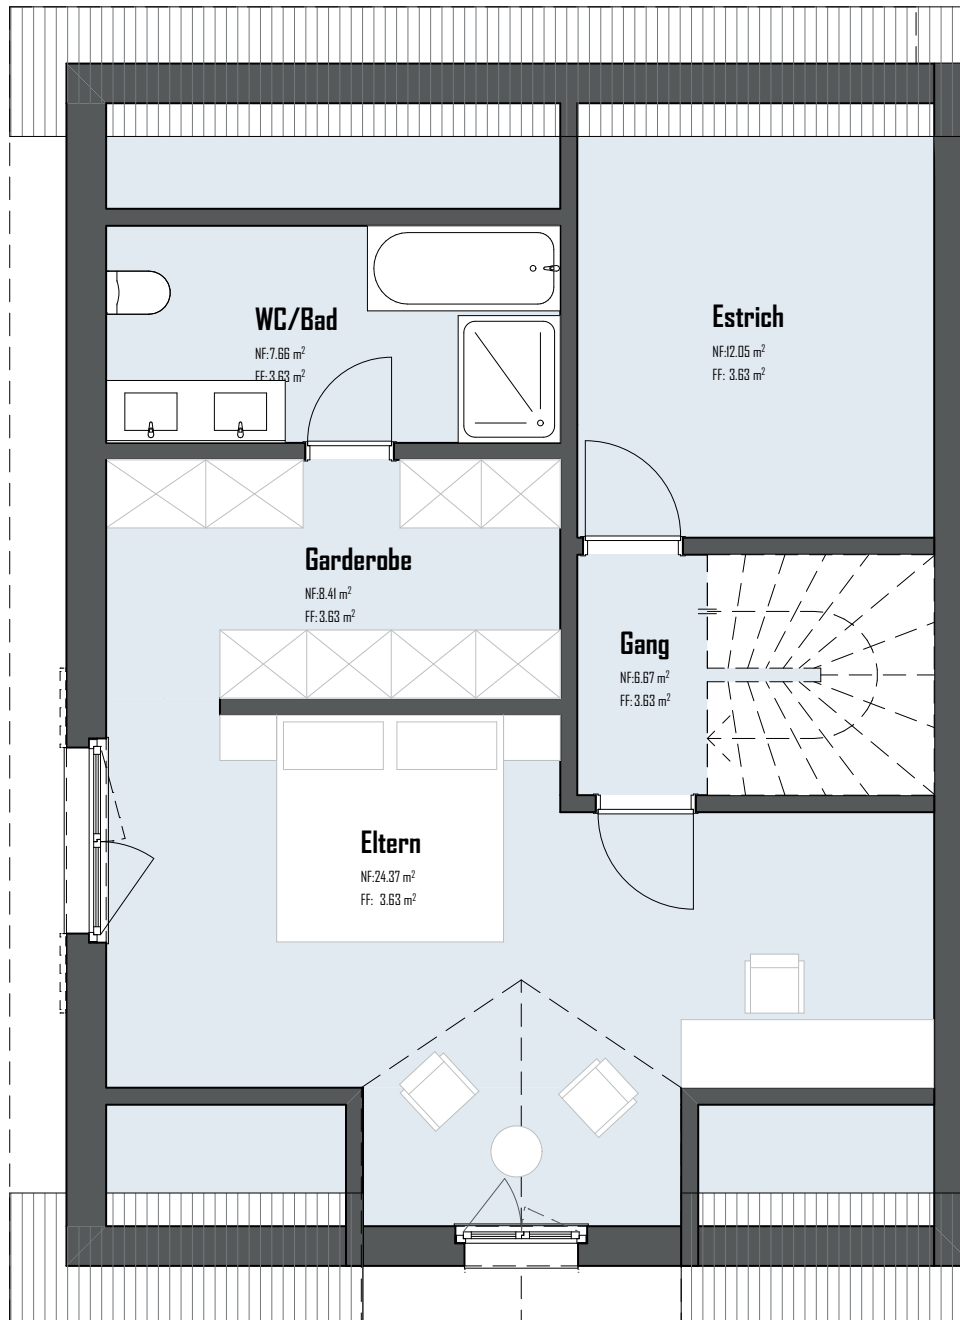 WC/Bad
NF:7.66 m²
FF: 3.63 m²
Estrich
NF:12.05 m²
FF: 3.63 m²
Garderobe
NF:8.41 m²
FF: 3.63 m²
Gang
NF:6.67 m²
FF: 3.63 m²
Eltern
NF:24.37 m²
FF: 3.63 m²